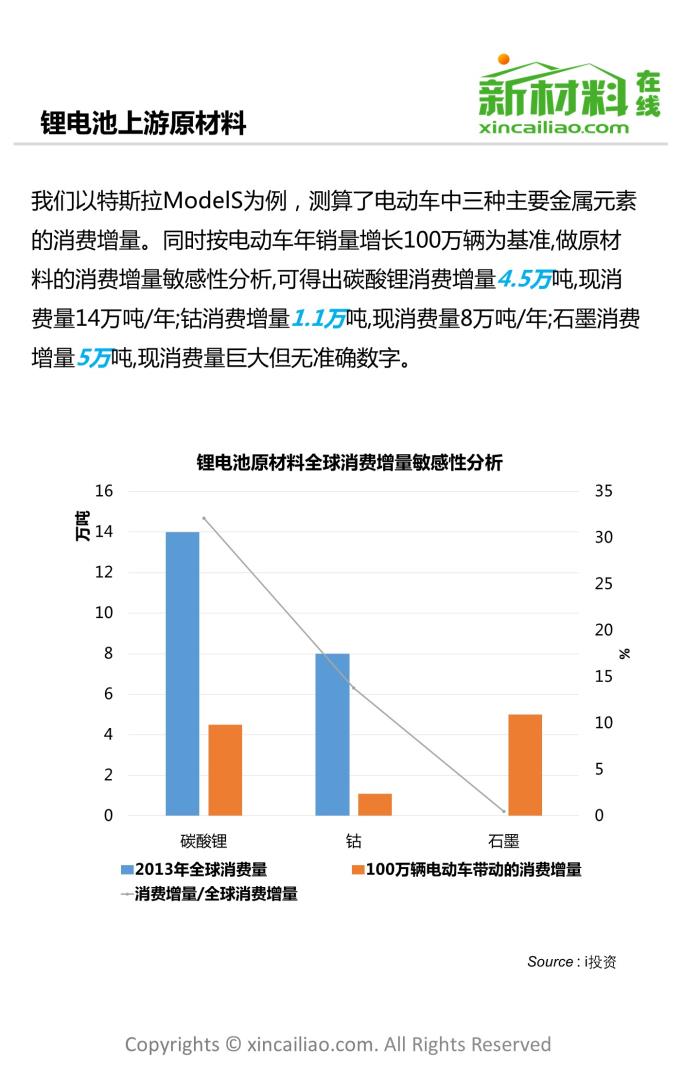 新材料在线
xincailiao.com
锂电池上游原材料
我们以特斯拉ModelS为例，测算了电动车中三种主要金属元素
的消费增量。同时按电动车年销量增长100万辆为基准,做原材
料的消费增量敏感性分析,可得出碳酸锂消费增量4.5万吨,现消
费量14万吨/年;钴消费增量1.1万吨,现消费量8万吨/年;石墨消费
增量5万吨,现消费量巨大但无准确数字。
锂电池原材料全球消费增量敏感性分析
万吨
16
14
12
10
8
6
4
2
0
35
30
25
20
15
10
5
0
%
碳酸锂 钴 石墨
2013年全球消费量 100万辆电动车带动的消费增量
消费增量/全球消费增量
Source : i投资
Copyrights © xincailiao.com. All Rights Reserved